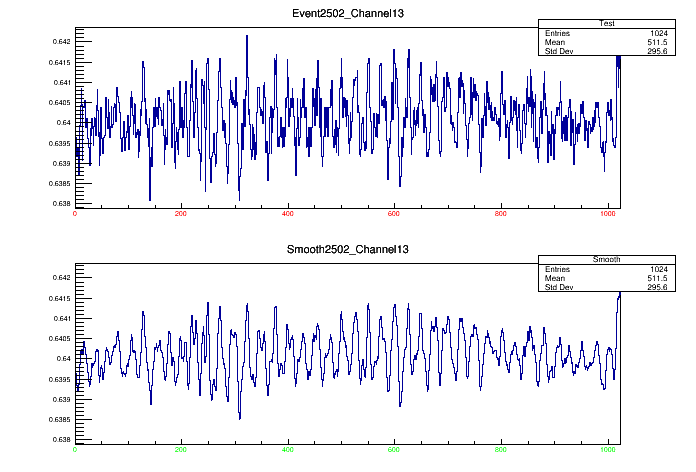 Event2502_Channel13
Test
Entries 1024
Mean 511.5
Std Dev 295.6
0.642
0.6415
0.641
0.6405
0.64
0.6395
0.639
0.6385
0.638
0 200 400 600 800 1000
Smooth2502_Channel13
Smooth
Entries 1024
Mean 511.5
Std Dev 295.6
0.642
0.6415
0.641
0.6405
0.64
0.6395
0.639
0.6385
0.638
0 200 400 600 800 1000